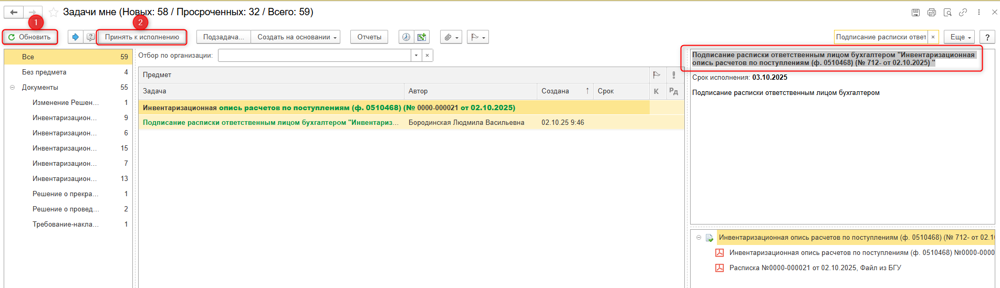 Задачи мне (Новых: 58 / Просроченных: 32 / Всего: 59)
1
2
Обновить
Принять к исполнению
Подзадача...
Создать на основании
Отчеты
Подписание расписки ответ
×
Еще
?
Все 59
Без предмета 4
Документы 55
Изменение Решен... 1
Инвентаризацион... 9
Инвентаризацион... 6
Инвентаризацион... 15
Инвентаризацион... 7
Инвентаризацион... 13
Решение о прекра... 1
Решение о провед... 2
Требование-накла... 1
Отбор по организации:
Предмет
Задача Автор Создана ↑ Срок К Рд
Инвентаризационная опись расчетов по поступлениям (ф. 0510468) (№ 0000-000021 от 02.10.2025)
Подписание расписки ответственным лицом бухгалтером "Инвентариз... Бородинская Людмила Васильевна 02.10.25 9:46
Подписание расписки ответственным лицом бухгалтером "Инвентаризационная
опись расчетов по поступлениям (ф. 0510468) (№ 712- от 02.10.2025) "
Срок исполнения: 03.10.2025
Подписание расписки ответственным лицом бухгалтером
Инвентаризационная опись расчетов по поступлениям (ф. 0510468) (№ 712- от 02.1
Инвентаризационная опись расчетов по поступлениям (ф. 0510468) №0000-0000
Расписка №0000-000021 от 02.10.2025, Файл из БГУ